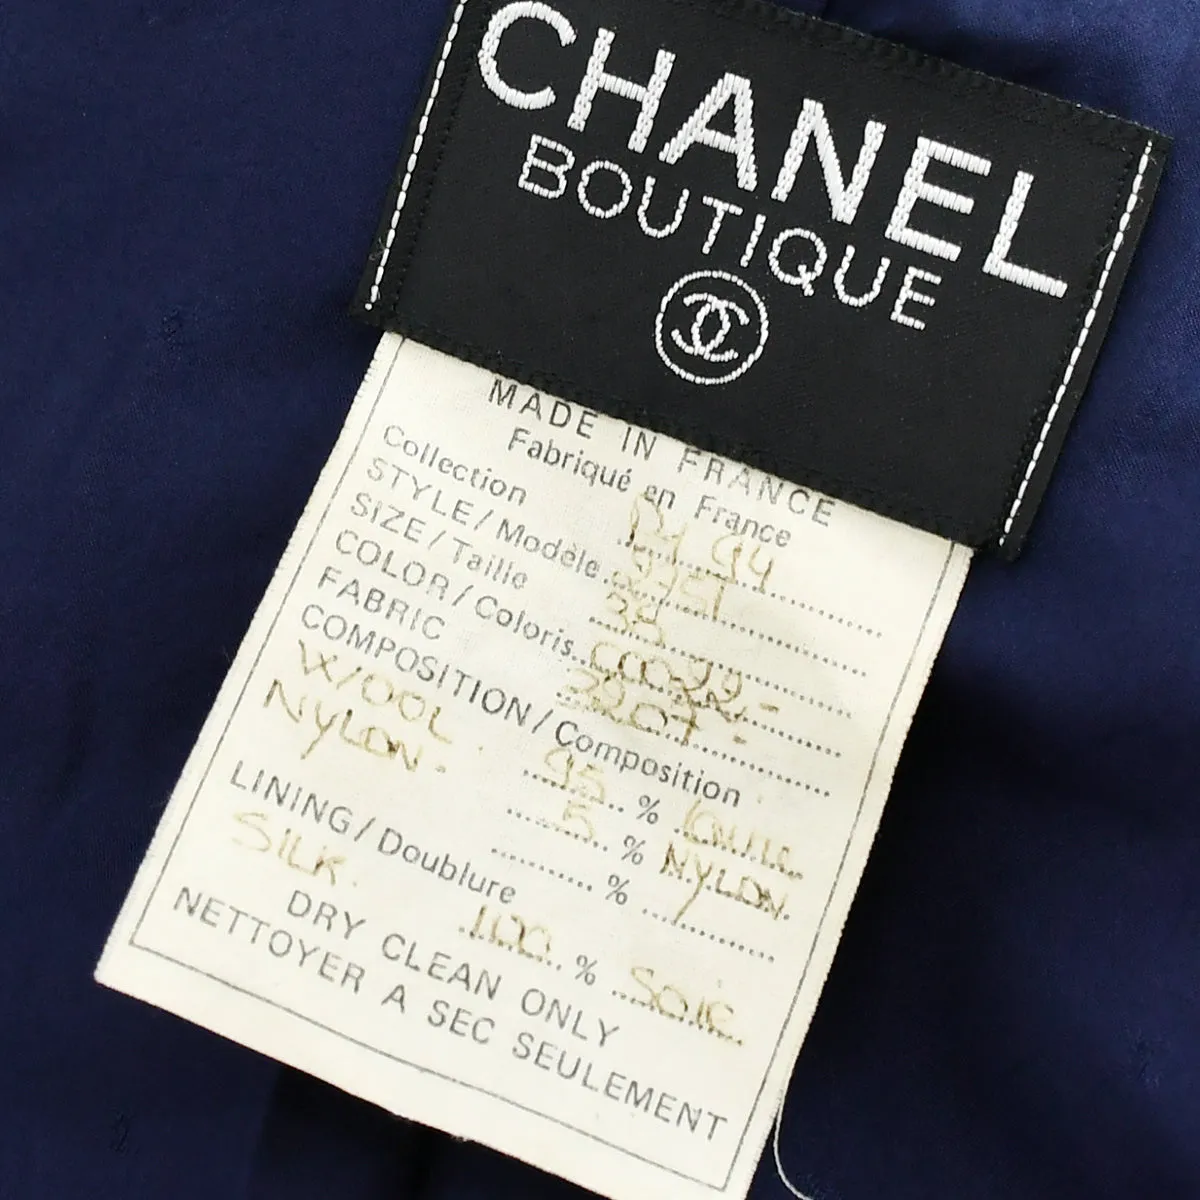 CHANEL
BOUTIQUE
MADE IN FRANCE
Fabriqué en France
Collection 94
STYLE/Modèle
SIZE/Taille 38
COLOR/Coloris
FABRIC
COMPOSITION/Composition
WOOL 95 %
NYLON 5 % NYLON
%
LINING/Doublure
SILK 100 % SOIE
DRY CLEAN ONLY
NETTOYER A SEC SEULEMENT